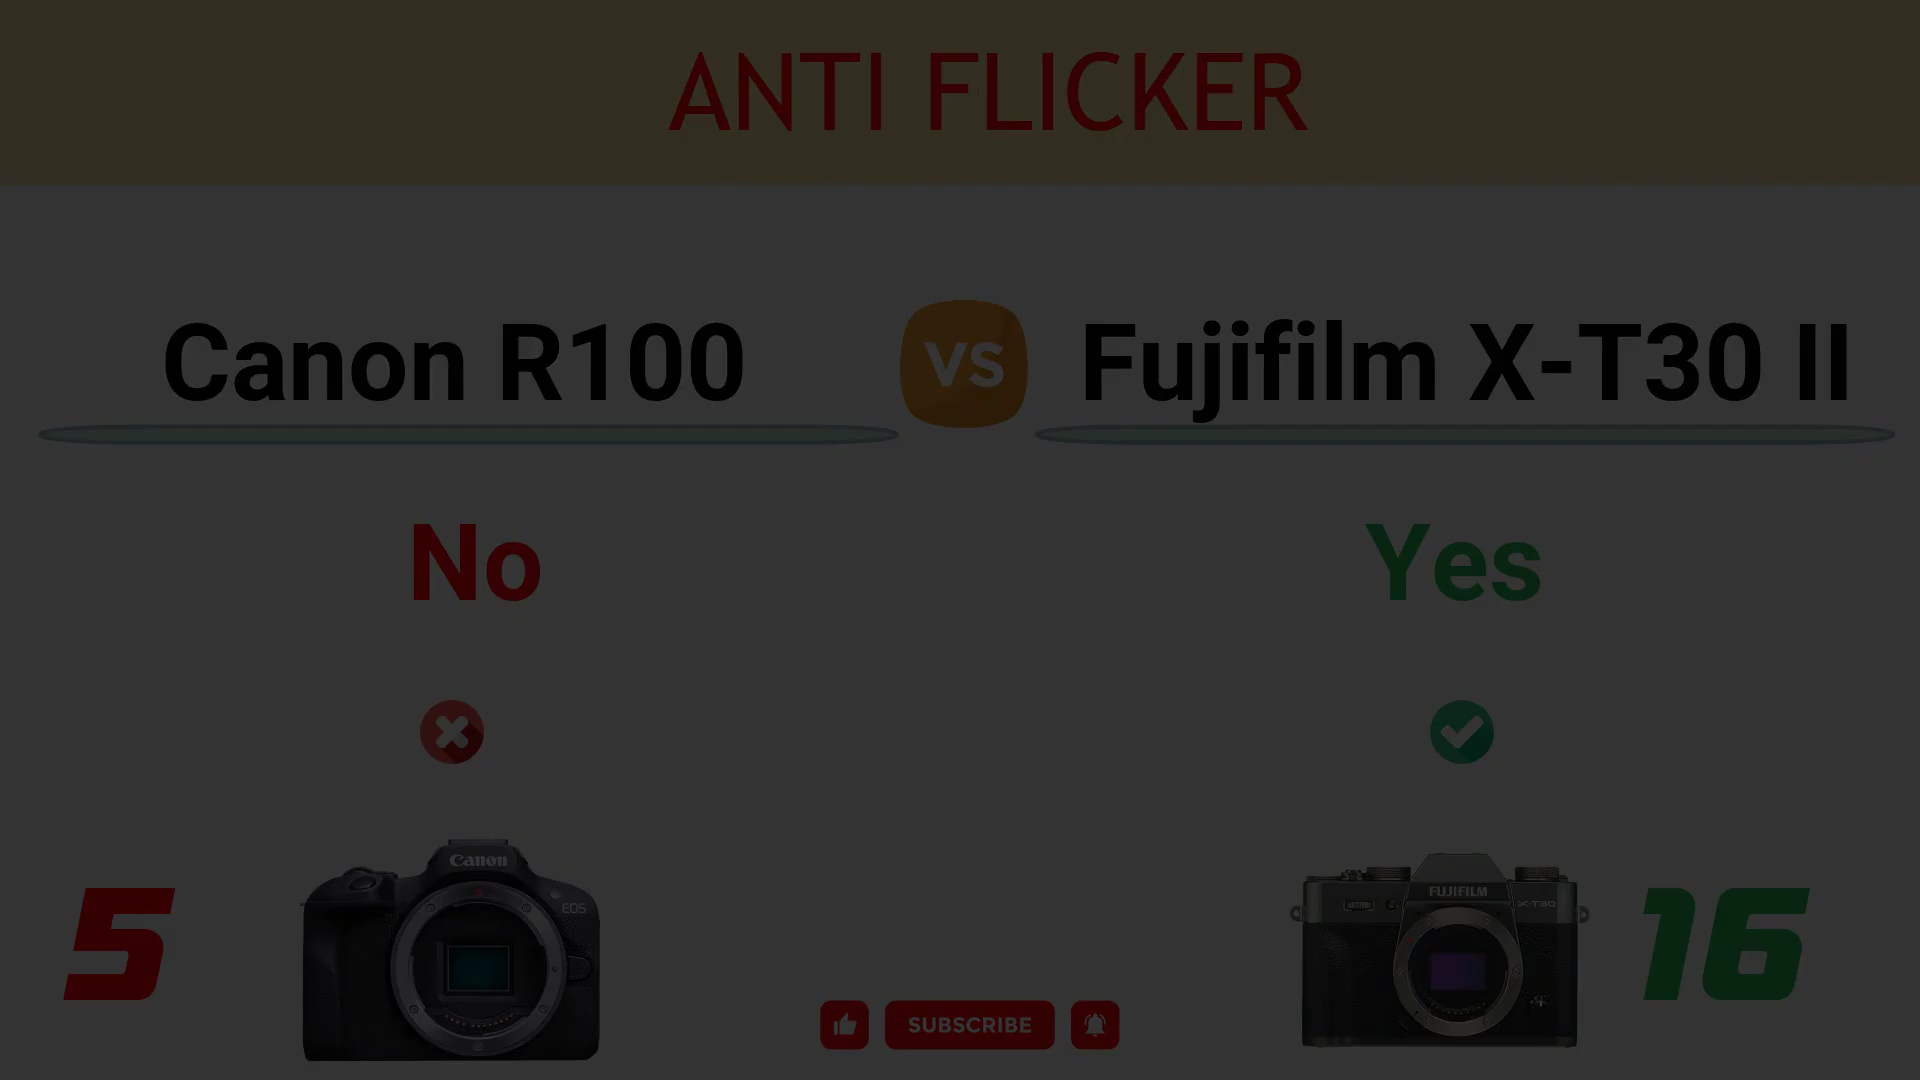 ANTI FLICKER
Canon R100
VS
Fujifilm X-T30 II
No
Yes
Canon
EOS
FUJIFILM
X-T30
5
16
SUBSCRIBE